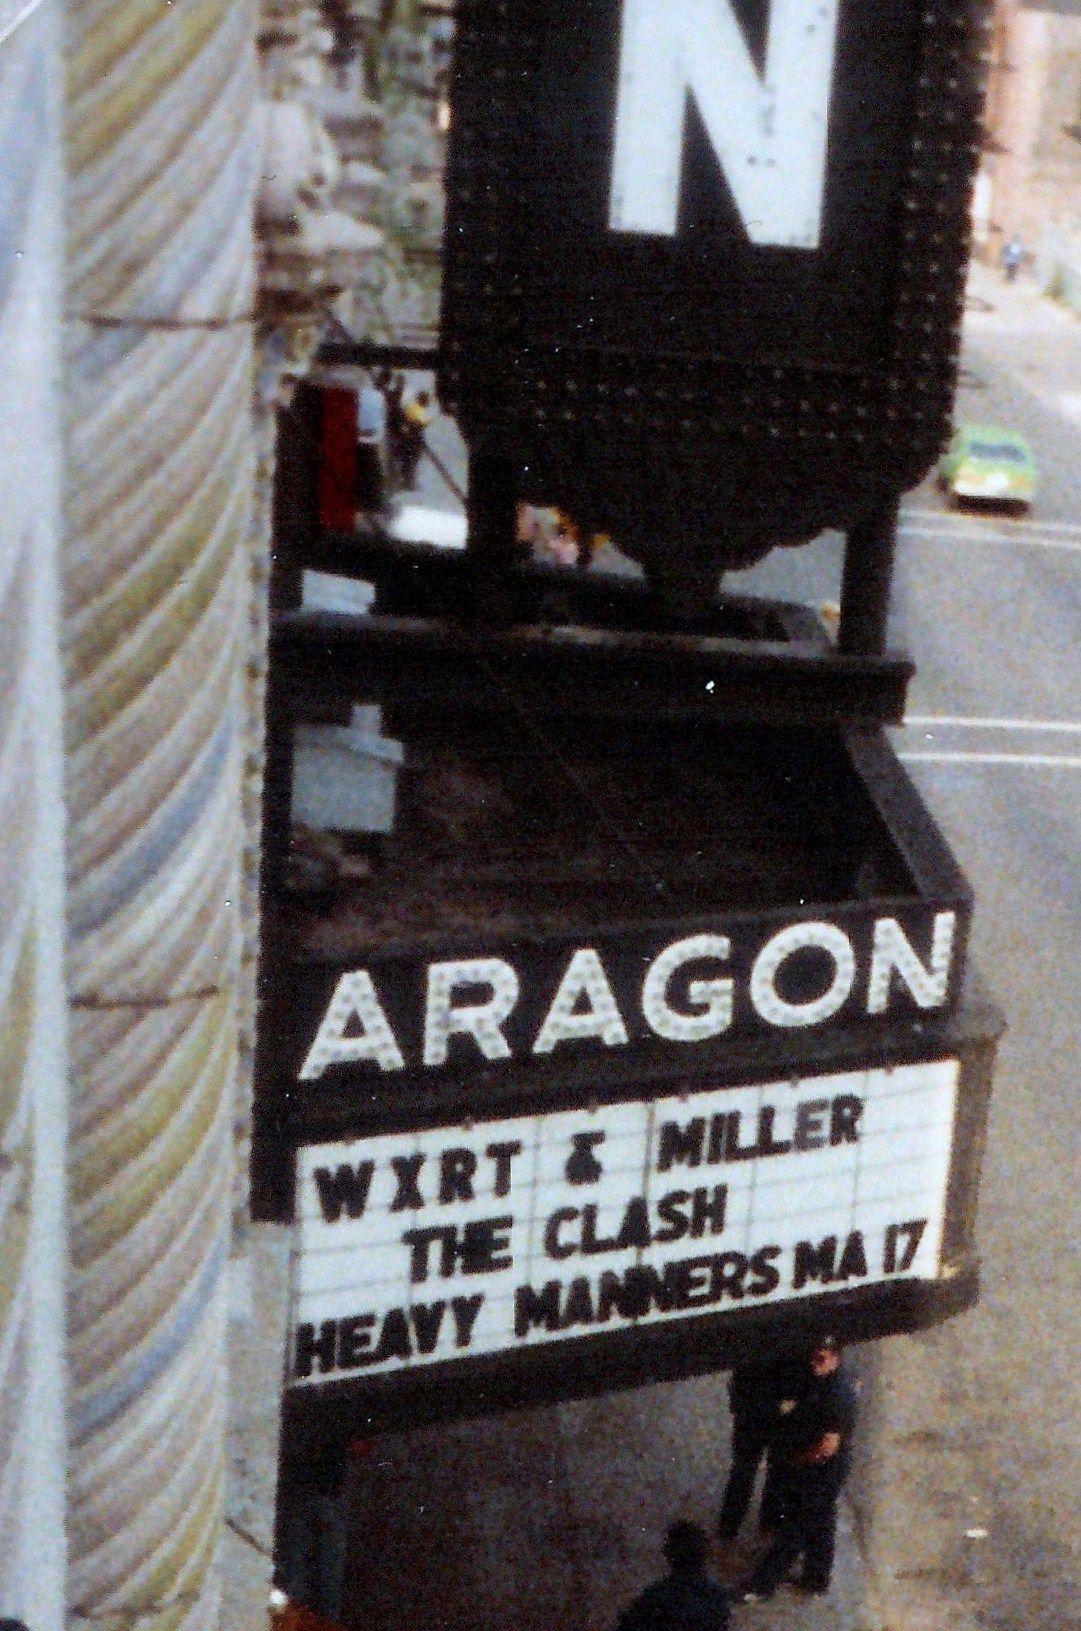 N
ARAGON
WXRT & MILLER
THE CLASH
HEAVY MANNERS MA 17